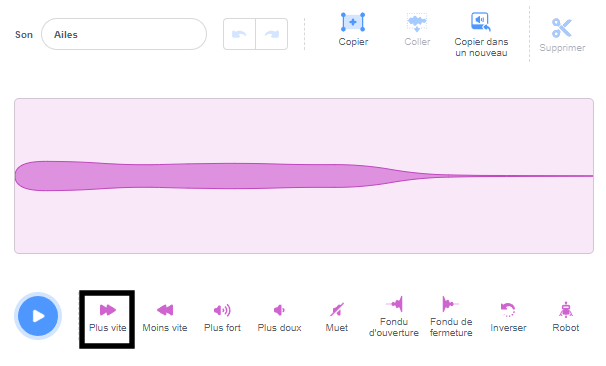 Son
Ailes
Copier
Coller
Copier dans
un nouveau
Supprimer
Plus vite
Moins vite
Plus fort
Plus doux
Muet
Fondu
d'ouverture
Fondu de
fermeture
Inverser
Robot